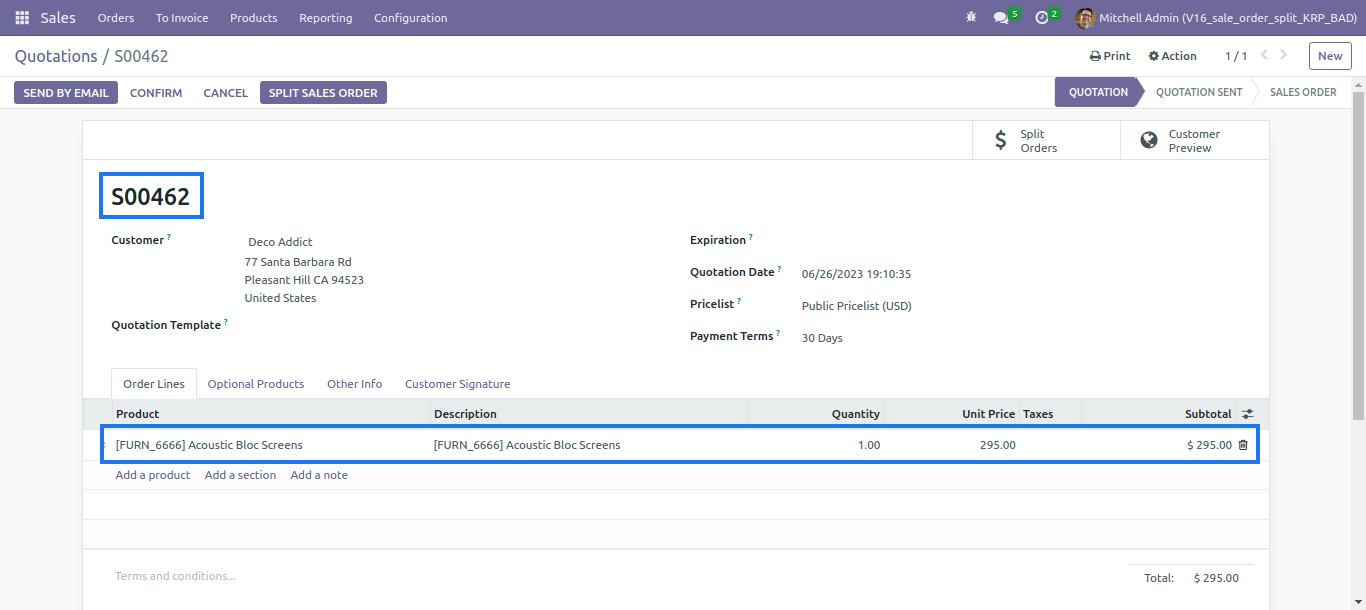 Sales Orders To Invoice Products Reporting Configuration 5 2 Mitchell Admin (V16_sale_order_split_KRP_BAD)
Quotations / S00462 Print Action 1 / 1 New
SEND BY EMAIL CONFIRM CANCEL SPLIT SALES ORDER QUOTATION QUOTATION SENT SALES ORDER
$ Split Orders Customer Preview
S00462
Customer ? Deco Addict
77 Santa Barbara Rd
Pleasant Hill CA 94523
United States
Quotation Template ?
Expiration ?
Quotation Date ? 06/26/2023 19:10:35
Pricelist ? Public Pricelist (USD)
Payment Terms ? 30 Days
Order Lines Optional Products Other Info Customer Signature
Product Description Quantity Unit Price Taxes Subtotal
[FURN_6666] Acoustic Bloc Screens [FURN_6666] Acoustic Bloc Screens 1.00 295.00 $ 295.00
Add a product Add a section Add a note
Terms and conditions...
Total: $ 295.00